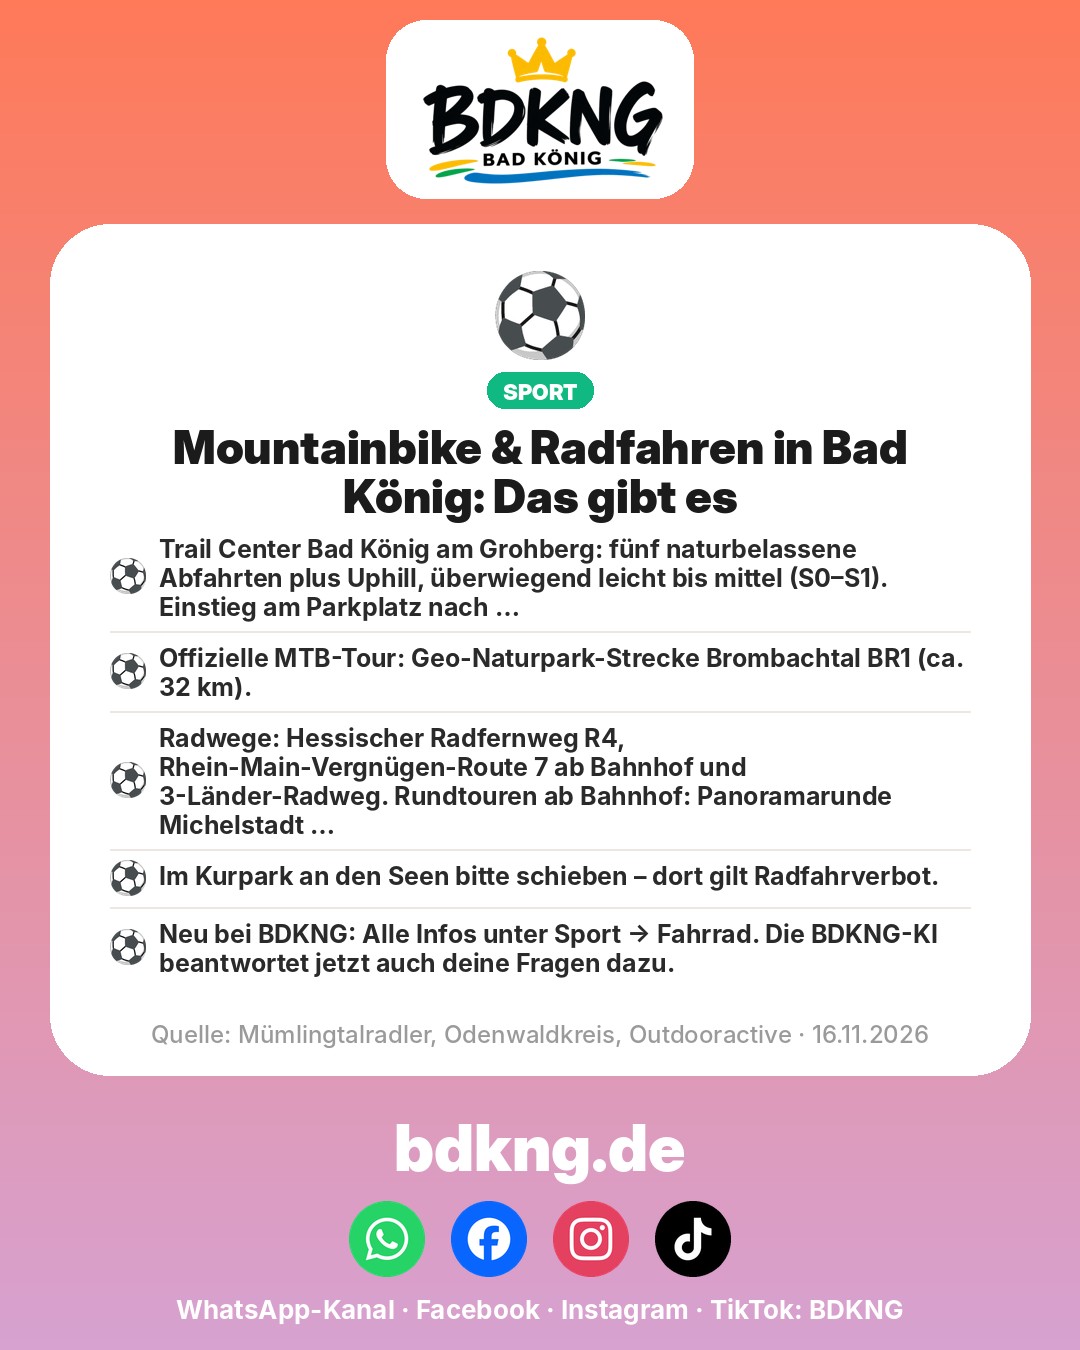 BDKNG
BAD KÖNIG
SPORT
Mountainbike & Radfahren in Bad
König: Das gibt es
Trail Center Bad König am Grohberg: fünf naturbelassene
Abfahrten plus Uphill, überwiegend leicht bis mittel (S0–S1).
Einstieg am Parkplatz nach …
Offizielle MTB-Tour: Geo-Naturpark-Strecke Brombachtal BR1 (ca.
32 km).
Radwege: Hessischer Radfernweg R4,
Rhein-Main-Vergnügen-Route 7 ab Bahnhof und
3-Länder-Radweg. Rundtouren ab Bahnhof: Panoramarunde
Michelstadt …
Im Kurpark an den Seen bitte schieben – dort gilt Radfahrverbot.
Neu bei BDKNG: Alle Infos unter Sport → Fahrrad. Die BDKNG-KI
beantwortet jetzt auch deine Fragen dazu.
Quelle: Mümlingtalradler, Odenwaldkreis, Outdooractive · 16.11.2026
bdkng.de
WhatsApp-Kanal · Facebook · Instagram · TikTok: BDKNG